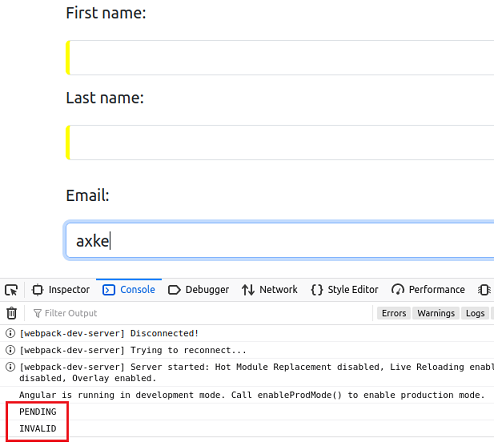 First name:
Last name:
Email:
axke
Inspector Console Debugger Network {} Style Editor Performance
Filter Output Errors Warnings Logs
[webpack-dev-server] Disconnected!
[webpack-dev-server] Trying to reconnect...
[webpack-dev-server] Server started: Hot Module Replacement disabled, Live Reloading enabl
disabled, Overlay enabled.
Angular is running in development mode. Call enableProdMode() to enable production mode.
PENDING
INVALID